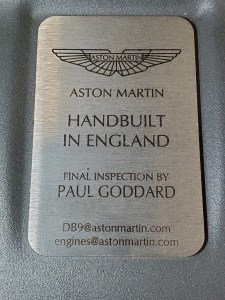 ASTON MARTIN
ASTON MARTIN
HANDBUILT
IN ENGLAND
FINAL INSPECTION BY
PAUL GODDARD
DB9@astonmartin.com
engines@astonmartin.com